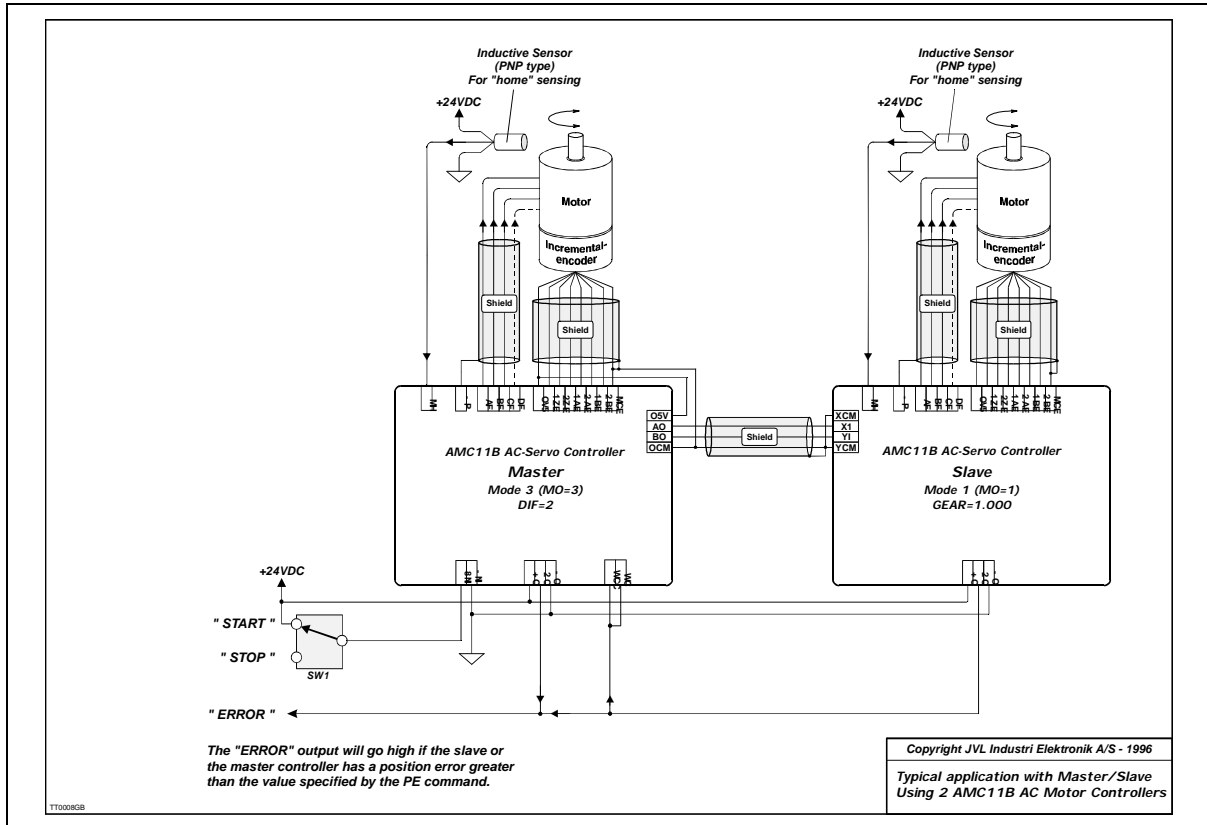 Inductive Sensor
(PNP type)
For "home" sensing
+24VDC
Motor
Incremental-
encoder
Shield
Shield
Inductive Sensor
(PNP type)
For "home" sensing
+24VDC
Motor
Incremental-
encoder
Shield
Shield
O5V
AO
BO
OCM
Shield
XCM
X1
YI
YCM
AMC11B AC-Servo Controller
Master
Mode 3 (MO=3)
DIF=2
AMC11B AC-Servo Controller
Slave
Mode 1 (MO=1)
GEAR=1.000
+24VDC
" START "
" STOP "
SW1
" ERROR "
The "ERROR" output will go high if the slave or
the master controller has a position error greater
than the value specified by the PE command.
Copyright JVL Industri Elektronik A/S - 1996
Typical application with Master/Slave
Using 2 AMC11B AC Motor Controllers
TT0008GB